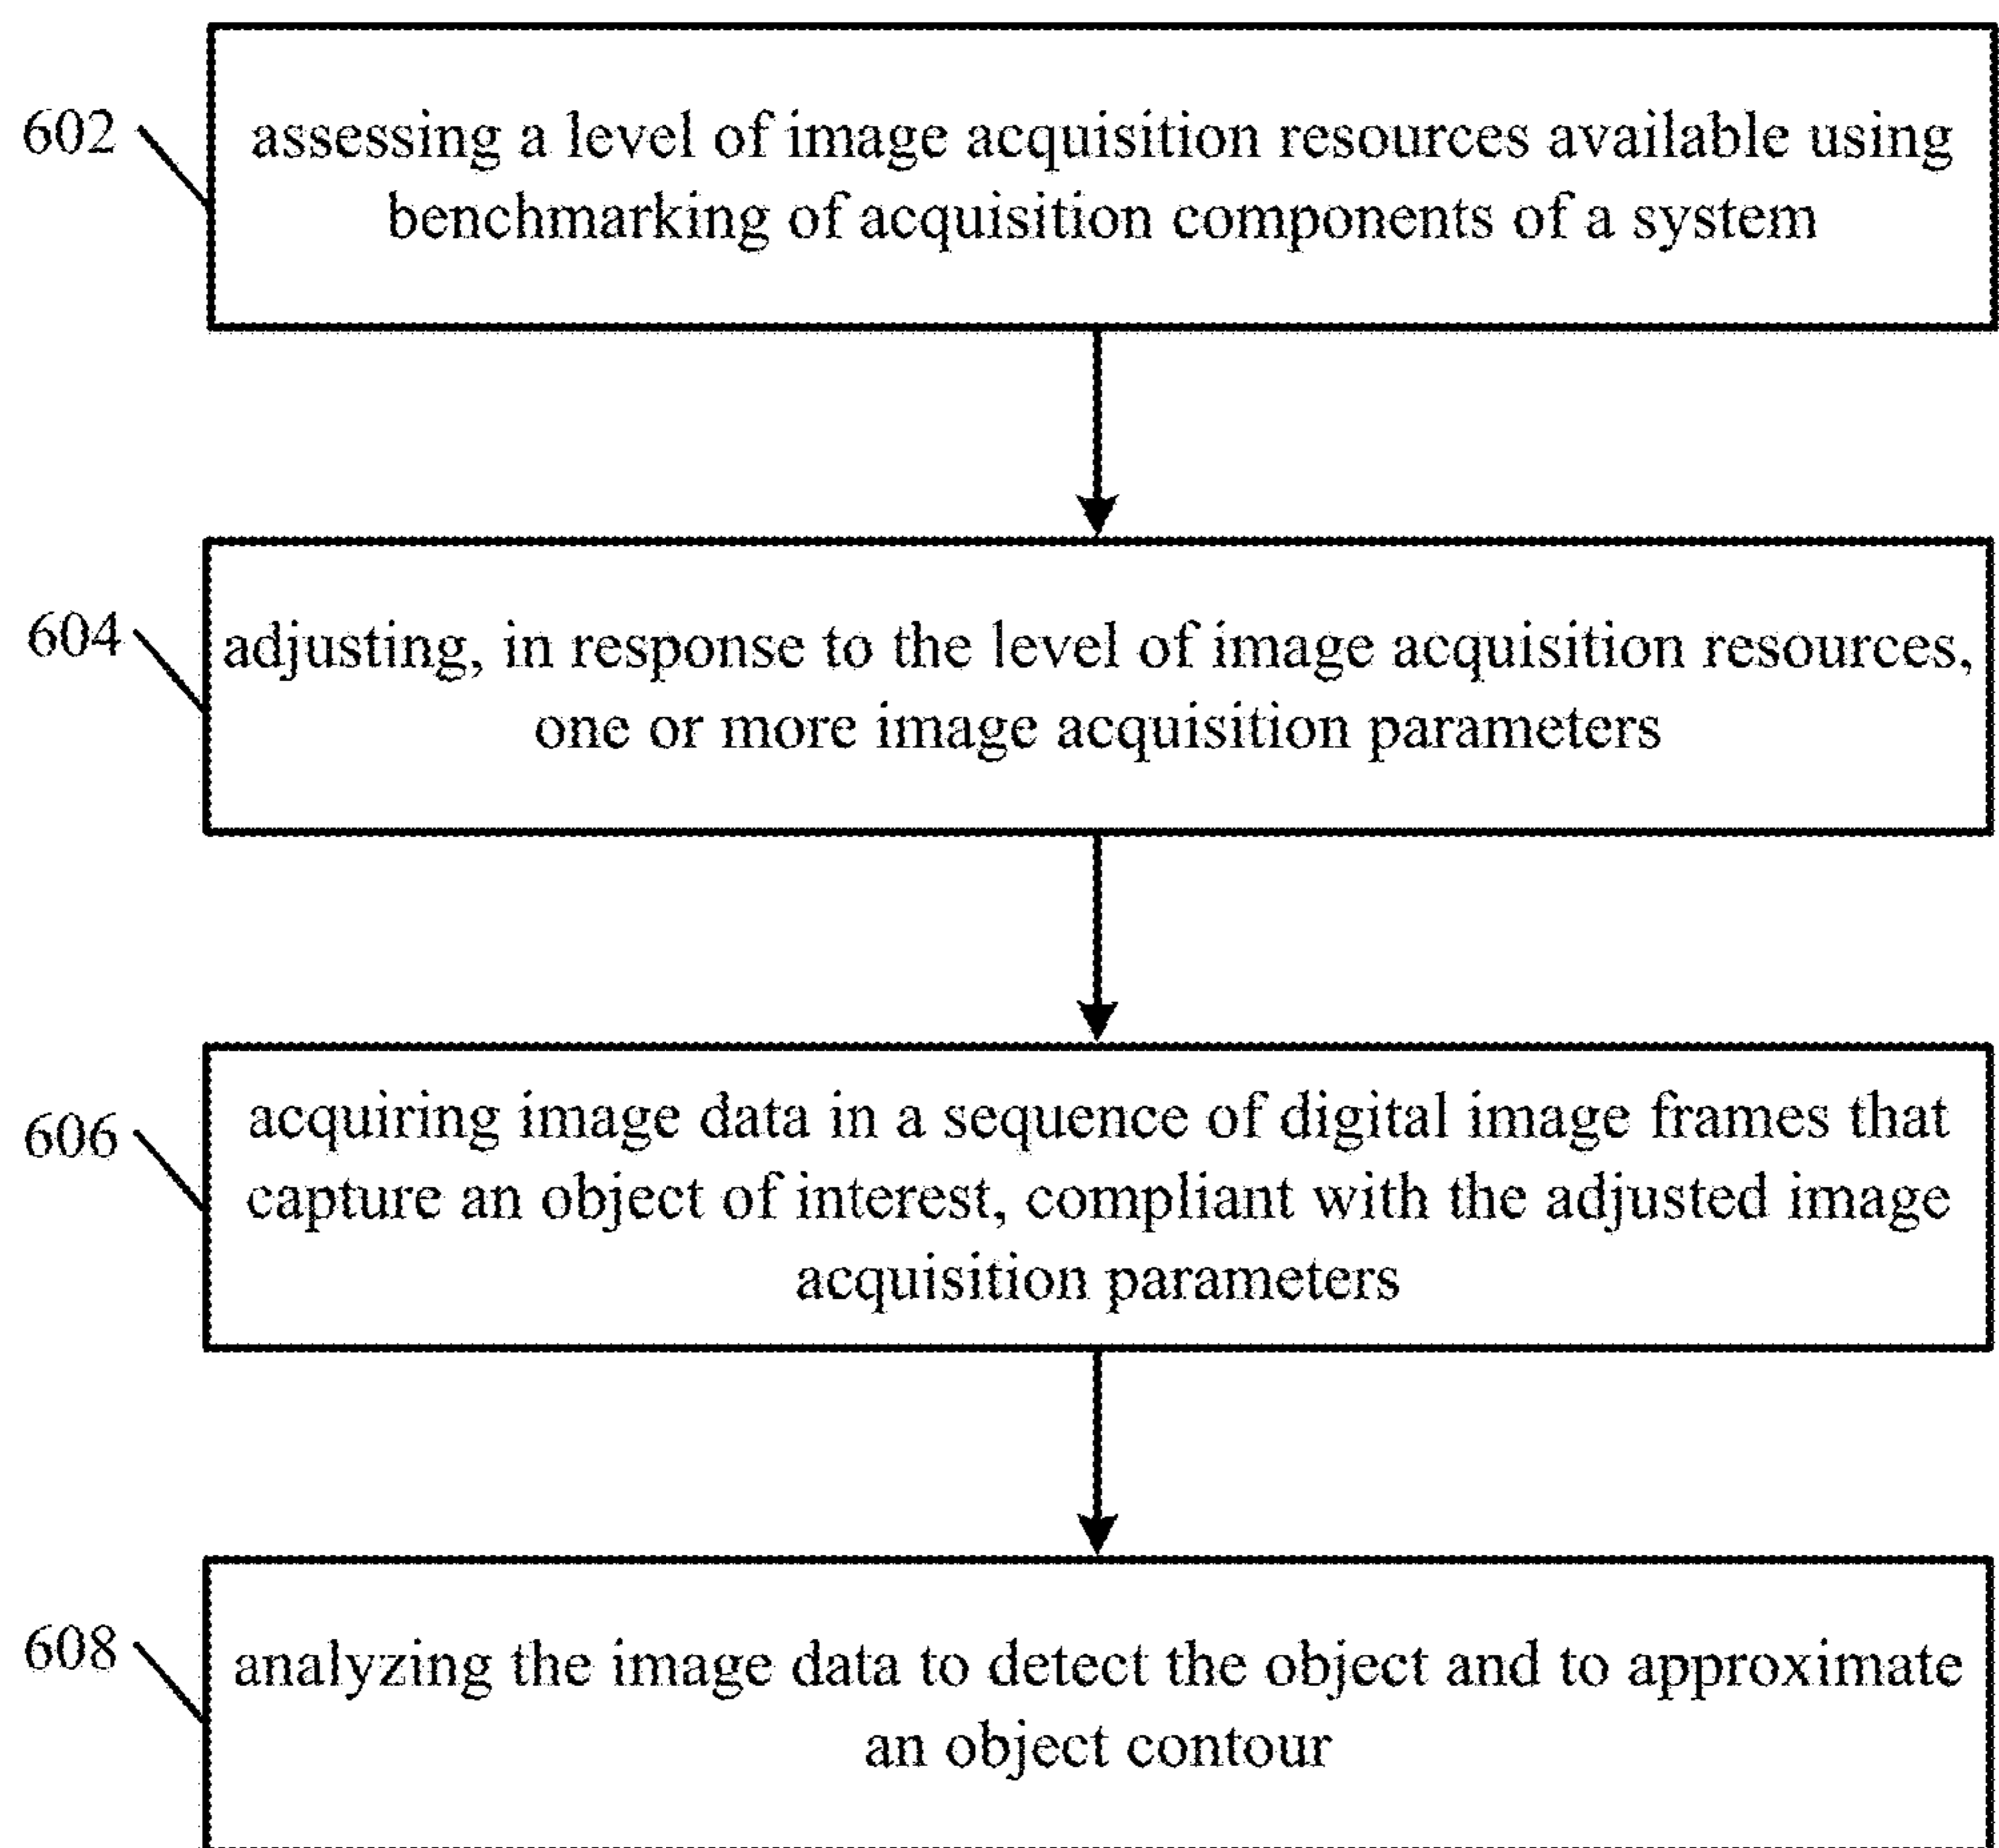 602
assessing a level of image acquisition resources available using
benchmarking of acquisition components of a system
604
adjusting, in response to the level of image acquisition resources,
one or more image acquisition parameters
606
acquiring image data in a sequence of digital image frames that
capture an object of interest, compliant with the adjusted image
acquisition parameters
608
analyzing the image data to detect the object and to approximate
an object contour